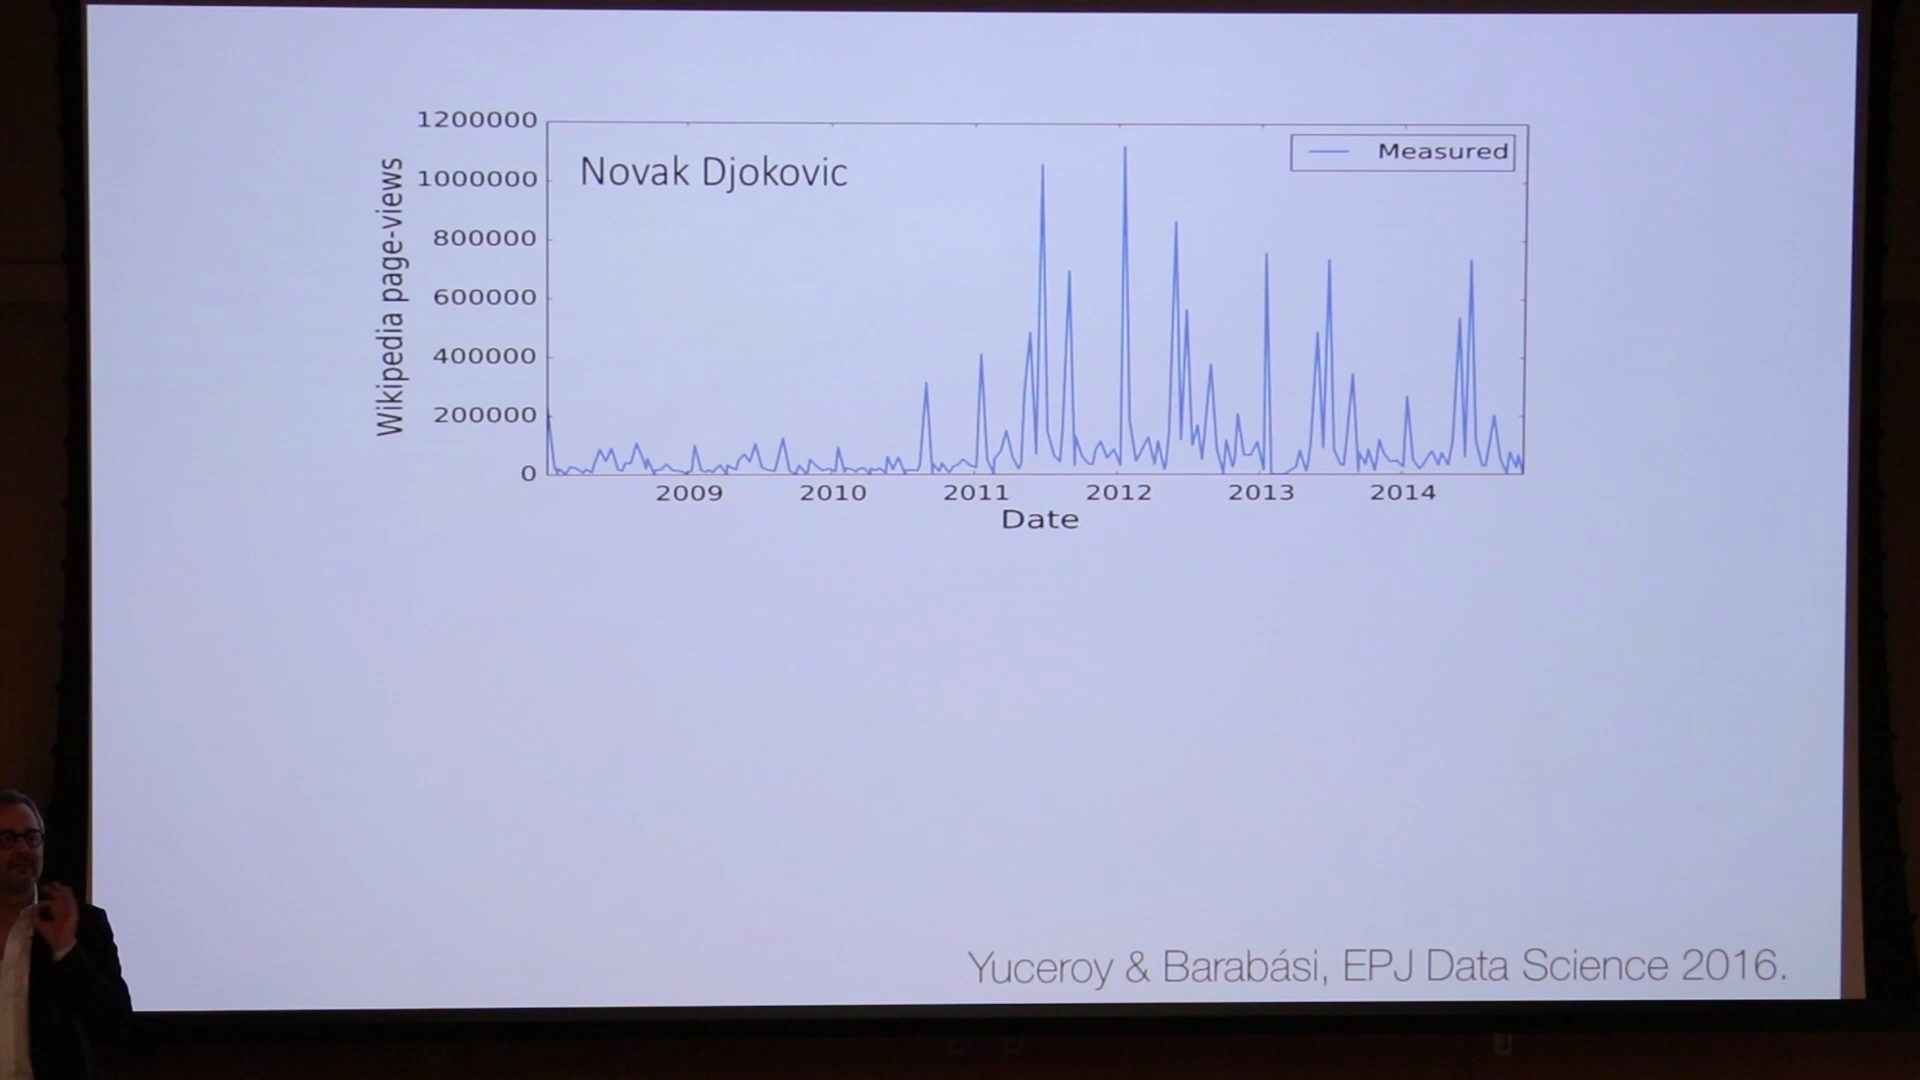 1200000
1000000
800000
600000
400000
200000
0
Wikipedia page-views
Novak Djokovic
Measured
2009 2010 2011 2012 2013 2014
Date
Yuceroy & Barabási, EPJ Data Science 2016.